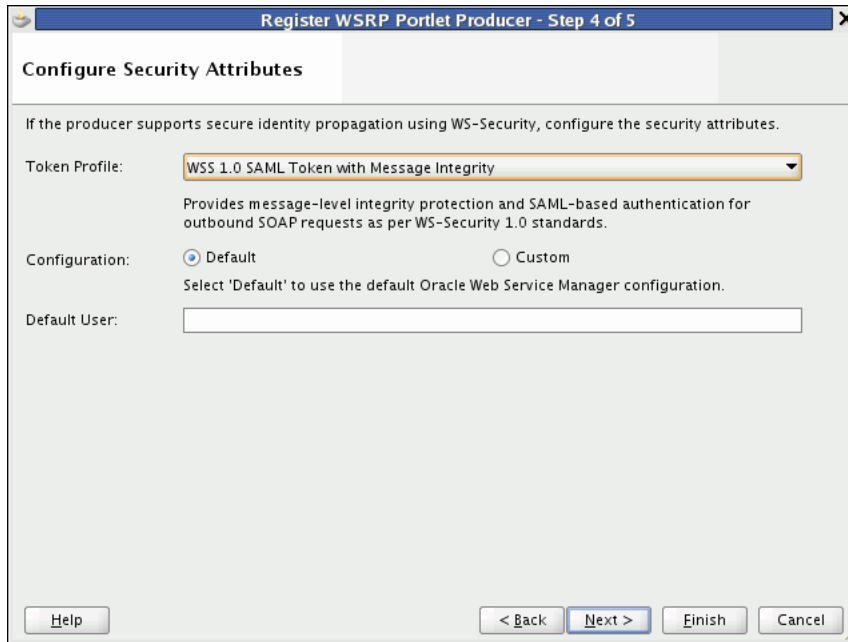 Register WSRP Portlet Producer - Step 4 of 5
Configure Security Attributes
If the producer supports secure identity propagation using WS-Security, configure the security attributes.
Token Profile: WSS 1.0 SAML Token with Message Integrity
Provides message-level integrity protection and SAML-based authentication for
outbound SOAP requests as per WS-Security 1.0 standards.
Configuration: Default Custom
Select 'Default' to use the default Oracle Web Service Manager configuration.
Default User:
Help < Back Next > Finish Cancel